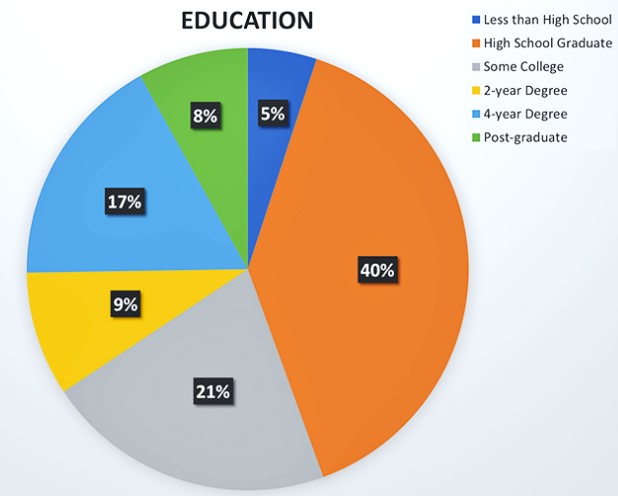 EDUCATION
Less than High School
High School Graduate
Some College
2-year Degree
4-year Degree
Post-graduate
8%
5%
17%
40%
9%
21%